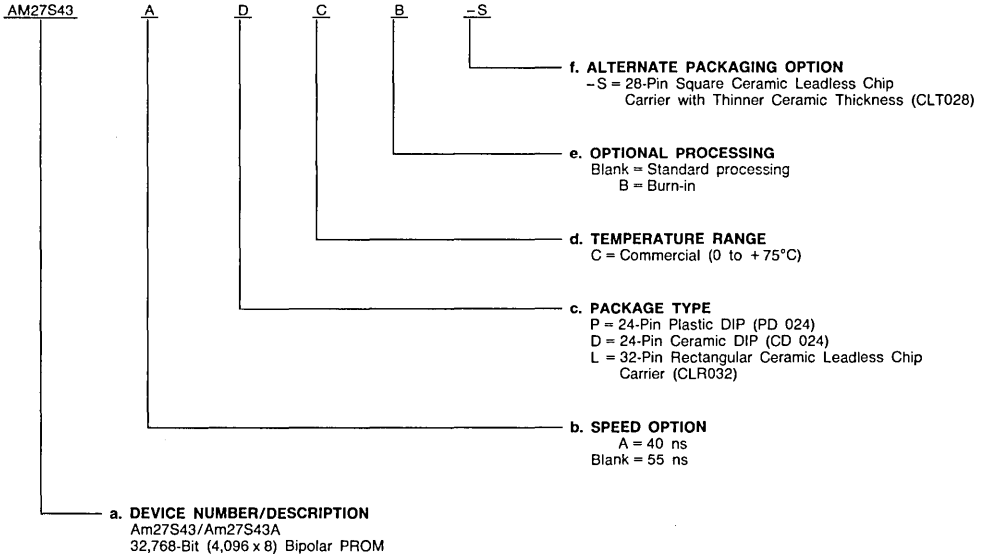 AM27S43 A D C B -S
f. ALTERNATE PACKAGING OPTION
-S = 28-Pin Square Ceramic Leadless Chip
Carrier with Thinner Ceramic Thickness (CLT028)
e. OPTIONAL PROCESSING
Blank = Standard processing
B = Burn-in
d. TEMPERATURE RANGE
C = Commercial (0 to +75°C)
c. PACKAGE TYPE
P = 24-Pin Plastic DIP (PD 024)
D = 24-Pin Ceramic DIP (CD 024)
L = 32-Pin Rectangular Ceramic Leadless Chip
Carrier (CLR032)
b. SPEED OPTION
A = 40 ns
Blank = 55 ns
a. DEVICE NUMBER/DESCRIPTION
Am27S43/Am27S43A
32,768-Bit (4,096 x 8) Bipolar PROM